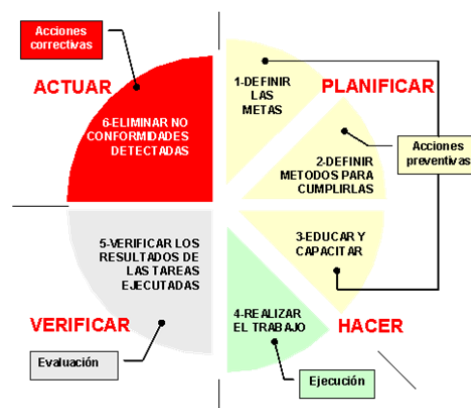 Acciones
correctivas
ACTUAR
6-ELIMINAR NO
CONFORMIDADES
DETECTADAS
1-DEFINIR
LAS
METAS
PLANIFICAR
Acciones
preventivas
2-DEFINIR
METODOS PARA
CUMPLIRLAS
3-EDUCAR Y
CAPACITAR
5-VERIFICAR LOS
RESULTADOS DE
LAS TAREAS
EJECUTADAS
VERIFICAR
Evaluación
4-REALIZAR
EL TRABAJO
HACER
Ejecución